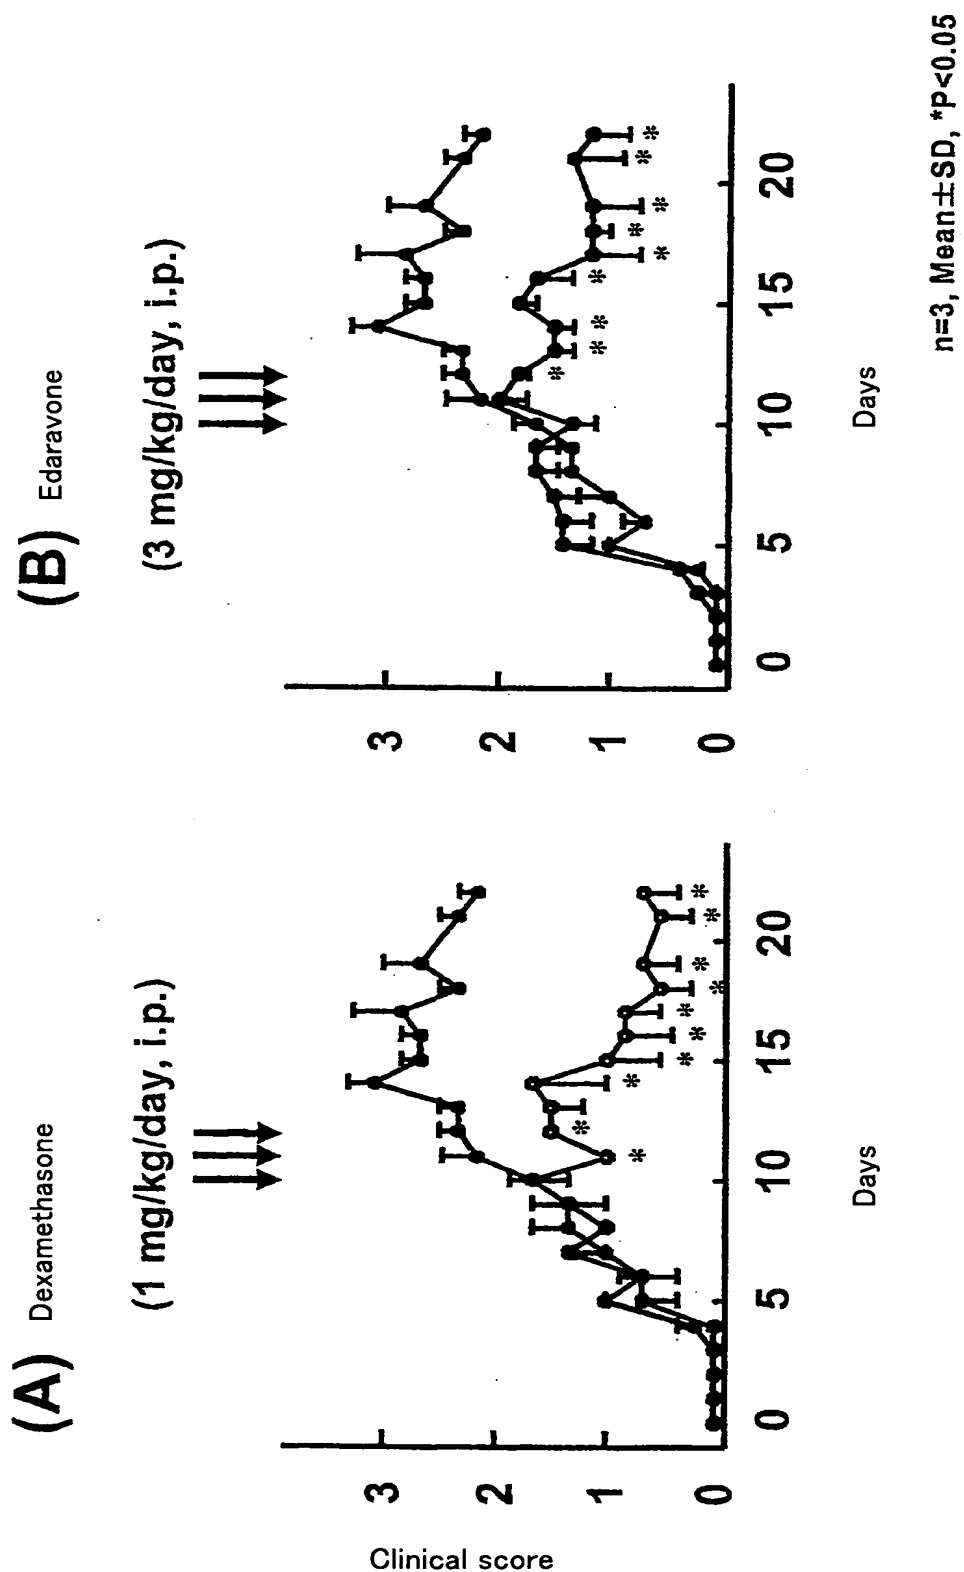 (A) Dexamethasone
(1 mg/kg/day, i.p.)
Clinical score
3
2
1
0
0 5 10 15 20
* * * * * * * * * *
Days
(B) Edaravone
(3 mg/kg/day, i.p.)
3
2
1
0
0 5 10 15 20
* * * * * * * * *
Days
n=3, Mean±SD, *P<0.05